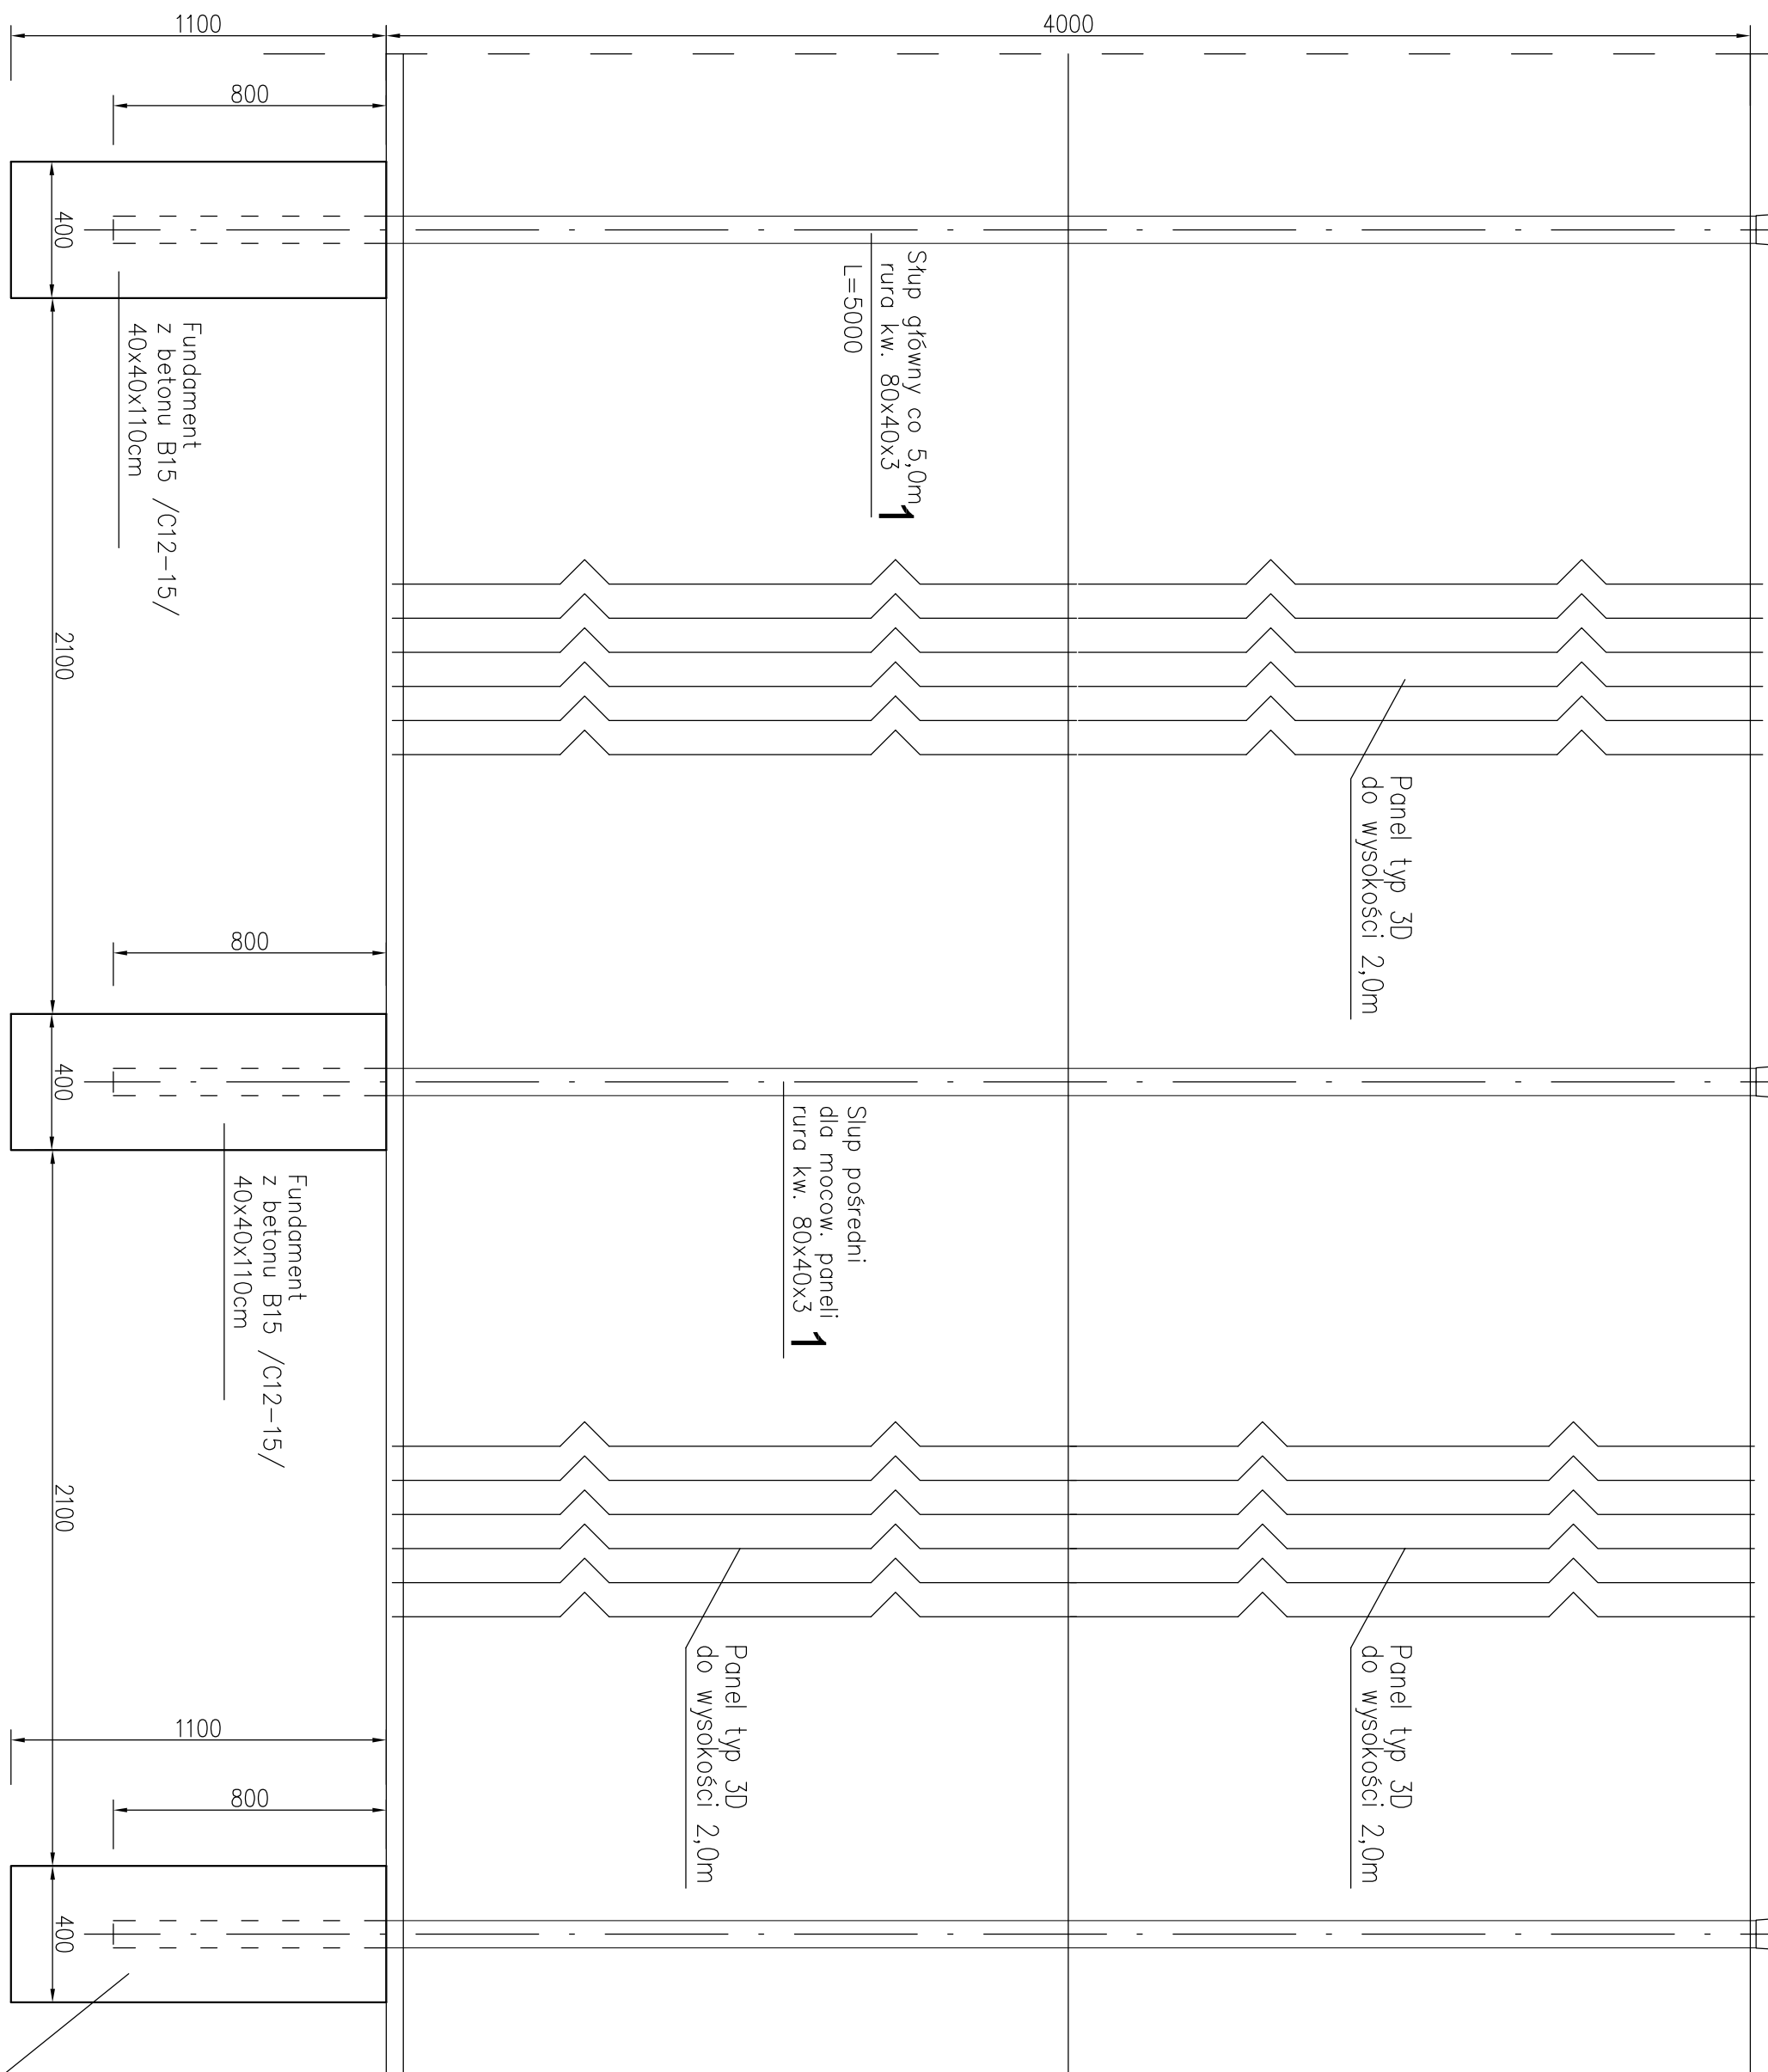 1100
4000
800
400
Słup główny co 5,0m
rura kw. 80x40x3
1
L=5000
Fundament
z betonu B15 /C12-15/
40x40x110cm
2100
Panel typ 3D
do wysokości 2,0m
800
400
Slup pośredni
dla mocow. paneli
rura kw. 80x40x3
1
Fundament
z betonu B15 /C12-15/
40x40x110cm
2100
Panel typ 3D
do wysokości 2,0m
Panel typ 3D
do wysokości 2,0m
1100
800
400